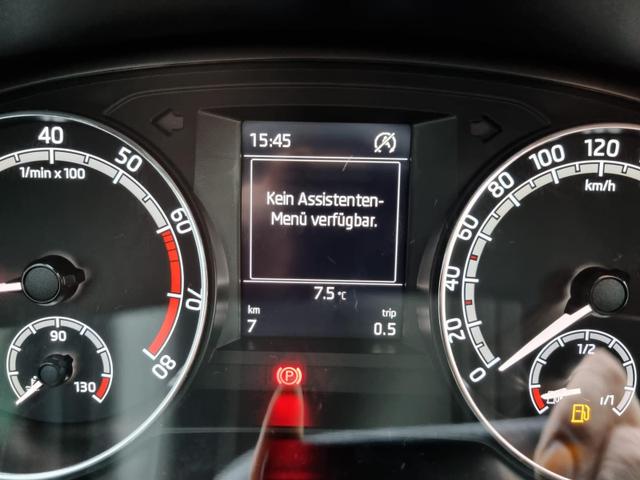 15:45
Kein Assistenten-
Menü verfügbar.
7.5 °C
km trip
7 0.5
40 50 60 70 80
1/min x 100
90 130
0 20 40 60 80 100 120
km/h
1/2 1/1
P